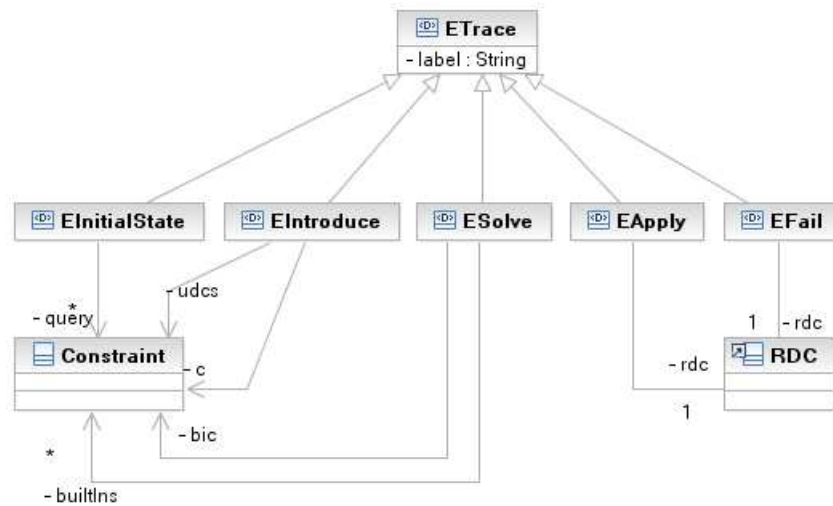 ETrace
- label : String
EInitialState
EIntroduce
ESolve
EApply
EFail
- udcs
*
- query
1
- rdc
Constraint
- c
- rdc
RDC
1
- bic
*
- builtIns